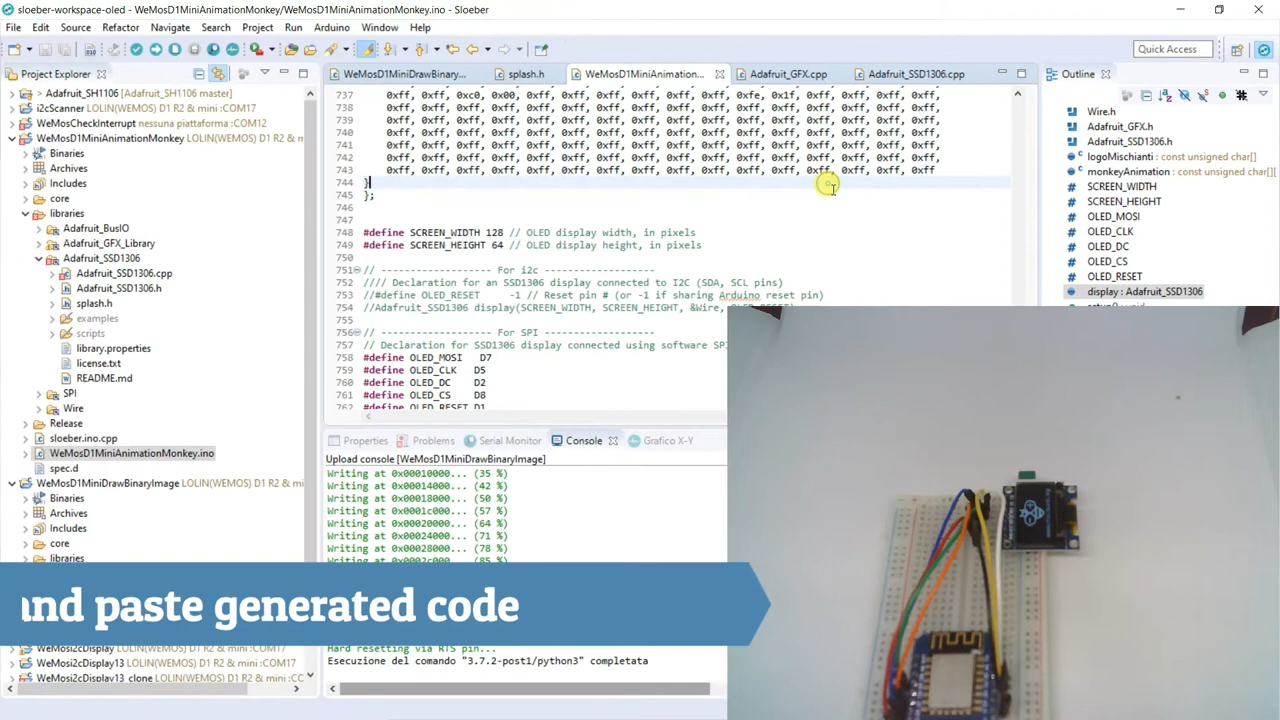 sloeber-workspace-oled - WeMosD1MiniAnimationMonkey/WeMosD1MiniAnimationMonkey.ino - Sloeber
File Edit Source Refactor Navigate Search Project Run Arduino Window Help
Quick Access
Project Explorer
WeMosD1MiniDrawBinary...
splash.h
WeMosD1MiniAnimation...
Adafruit_GFX.cpp
Adafruit_SSD1306.cpp
Outline
Adafruit_SH1106 [Adafruit_SH1106 master]
i2cScanner LOLIN(WEMOS) D1 R2 & mini :COM17
WeMosCheckInterrupt nessuna piattaforma :COM12
WeMosD1MiniAnimationMonkey LOLIN(WEMOS) D1 R2
Binaries
Archives
Includes
core
libraries
Adafruit_BusIO
Adafruit_GFX_Library
Adafruit_SSD1306
Adafruit_SSD1306.cpp
Adafruit_SSD1306.h
splash.h
examples
scripts
library.properties
license.txt
README.md
SPI
Wire
Release
sloeber.ino.cpp
WeMosD1MiniAnimationMonkey.ino
spec.d
WeMosD1MiniDrawBinaryImage LOLIN(WEMOS) D1 R2
Binaries
Archives
Includes
core
libraries
WeMosi2cDisplay LOLIN(WEMOS) D1 R2 & mini :COM17
WeMosi2cDisplay13 LOLIN(WEMOS) D1 R2 & mini :COM17
WeMosi2cDisplay13_clone LOLIN(WEMOS) D1 R2 & mini
737 0xff, 0xff, 0xc0, 0x00, 0xff, 0xff, 0xff, 0xff, 0xff, 0xff, 0xfe, 0x1f, 0xff, 0xff, 0xff, 0xff,
738 0xff, 0xff, 0xff, 0xff, 0xff, 0xff, 0xff, 0xff, 0xff, 0xff, 0xff, 0xff, 0xff, 0xff, 0xff, 0xff,
739 0xff, 0xff, 0xff, 0xff, 0xff, 0xff, 0xff, 0xff, 0xff, 0xff, 0xff, 0xff, 0xff, 0xff, 0xff, 0xff,
740 0xff, 0xff, 0xff, 0xff, 0xff, 0xff, 0xff, 0xff, 0xff, 0xff, 0xff, 0xff, 0xff, 0xff, 0xff, 0xff,
741 0xff, 0xff, 0xff, 0xff, 0xff, 0xff, 0xff, 0xff, 0xff, 0xff, 0xff, 0xff, 0xff, 0xff, 0xff, 0xff,
742 0xff, 0xff, 0xff, 0xff, 0xff, 0xff, 0xff, 0xff, 0xff, 0xff, 0xff, 0xff, 0xff, 0xff, 0xff, 0xff,
743 0xff, 0xff, 0xff, 0xff, 0xff, 0xff, 0xff, 0xff, 0xff, 0xff, 0xff, 0xff, 0xff, 0xff, 0xff, 0xff
744 }
745 };
746
747
748 #define SCREEN_WIDTH 128 // OLED display width, in pixels
749 #define SCREEN_HEIGHT 64 // OLED display height, in pixels
750
751 // ------------------- For i2c -------------------
752 //// Declaration for an SSD1306 display connected to I2C (SDA, SCL pins)
753 //#define OLED_RESET -1 // Reset pin # (or -1 if sharing Arduino reset pin)
754 //Adafruit_SSD1306 display(SCREEN_WIDTH, SCREEN_HEIGHT, &Wire, OLED_RESET)
755
756 // ------------------- For SPI -------------------
757 // Declaration for SSD1306 display connected using software SPI
758 #define OLED_MOSI D7
759 #define OLED_CLK D5
760 #define OLED_DC D2
761 #define OLED_CS D8
762 #define OLED_RESET D1
Wire.h
Adafruit_GFX.h
Adafruit_SSD1306.h
logoMischianti : const unsigned char[]
monkeyAnimation : const unsigned char[][
SCREEN_WIDTH
SCREEN_HEIGHT
OLED_MOSI
OLED_CLK
OLED_DC
OLED_CS
OLED_RESET
display : Adafruit_SSD1306
Properties
Problems
Serial Monitor
Console
Grafico X-Y
Upload console [WeMosD1MiniDrawBinaryImage]
Writing at 0x00010000... (35 %)
Writing at 0x00014000... (42 %)
Writing at 0x00018000... (50 %)
Writing at 0x0001c000... (57 %)
Writing at 0x00020000... (64 %)
Writing at 0x00024000... (71 %)
Writing at 0x00028000... (78 %)
Writing at 0x0002c000... (85 %)
and paste generated code
Hard resetting via RTS pin...
Esecuzione del comando "3.7.2-post1/python3" completata